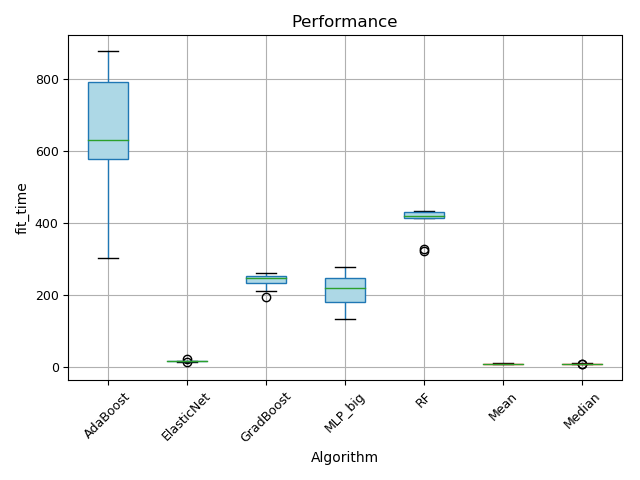 Performance
fit_time
800
600
400
200
0
AdaBoost
ElasticNet
GradBoost
MLP_big
RF
Mean
Median
Algorithm